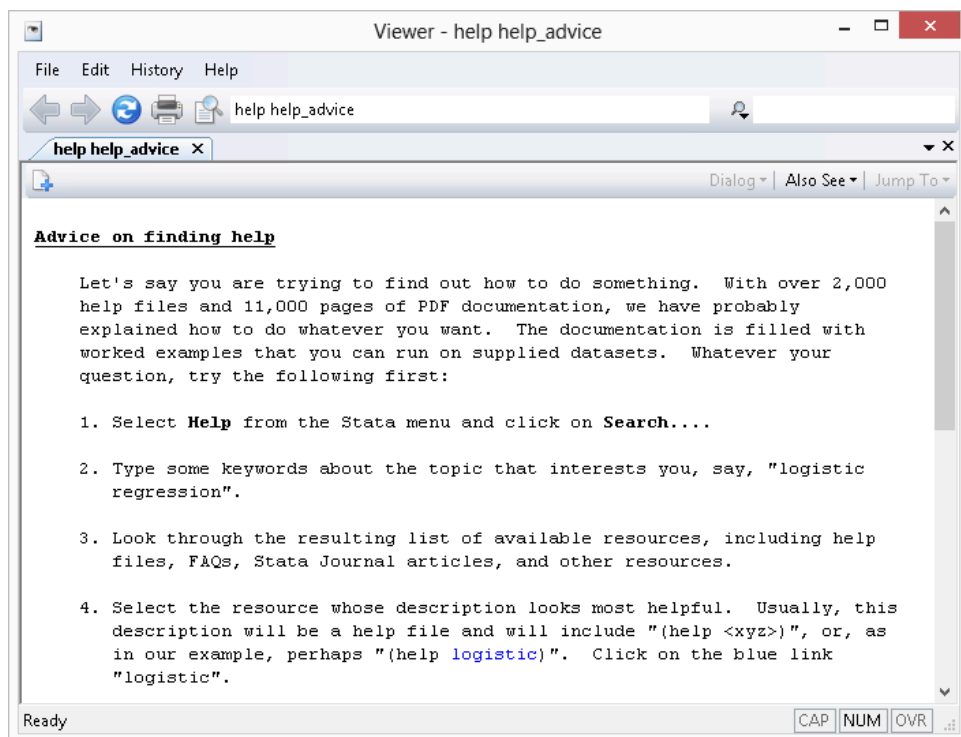 Viewer - help help_advice
File Edit History Help
help help_advice
help help_advice
Dialog Also See Jump To
Advice on finding help
Let's say you are trying to find out how to do something. With over 2,000
help files and 11,000 pages of PDF documentation, we have probably
explained how to do whatever you want. The documentation is filled with
worked examples that you can run on supplied datasets. Whatever your
question, try the following first:
1. Select Help from the Stata menu and click on Search....
2. Type some keywords about the topic that interests you, say, "logistic
regression".
3. Look through the resulting list of available resources, including help
files, FAQs, Stata Journal articles, and other resources.
4. Select the resource whose description looks most helpful. Usually, this
description will be a help file and will include "(help <xyz>)", or, as
in our example, perhaps "(help logistic)". Click on the blue link
"logistic".
Ready CAP NUM OVR